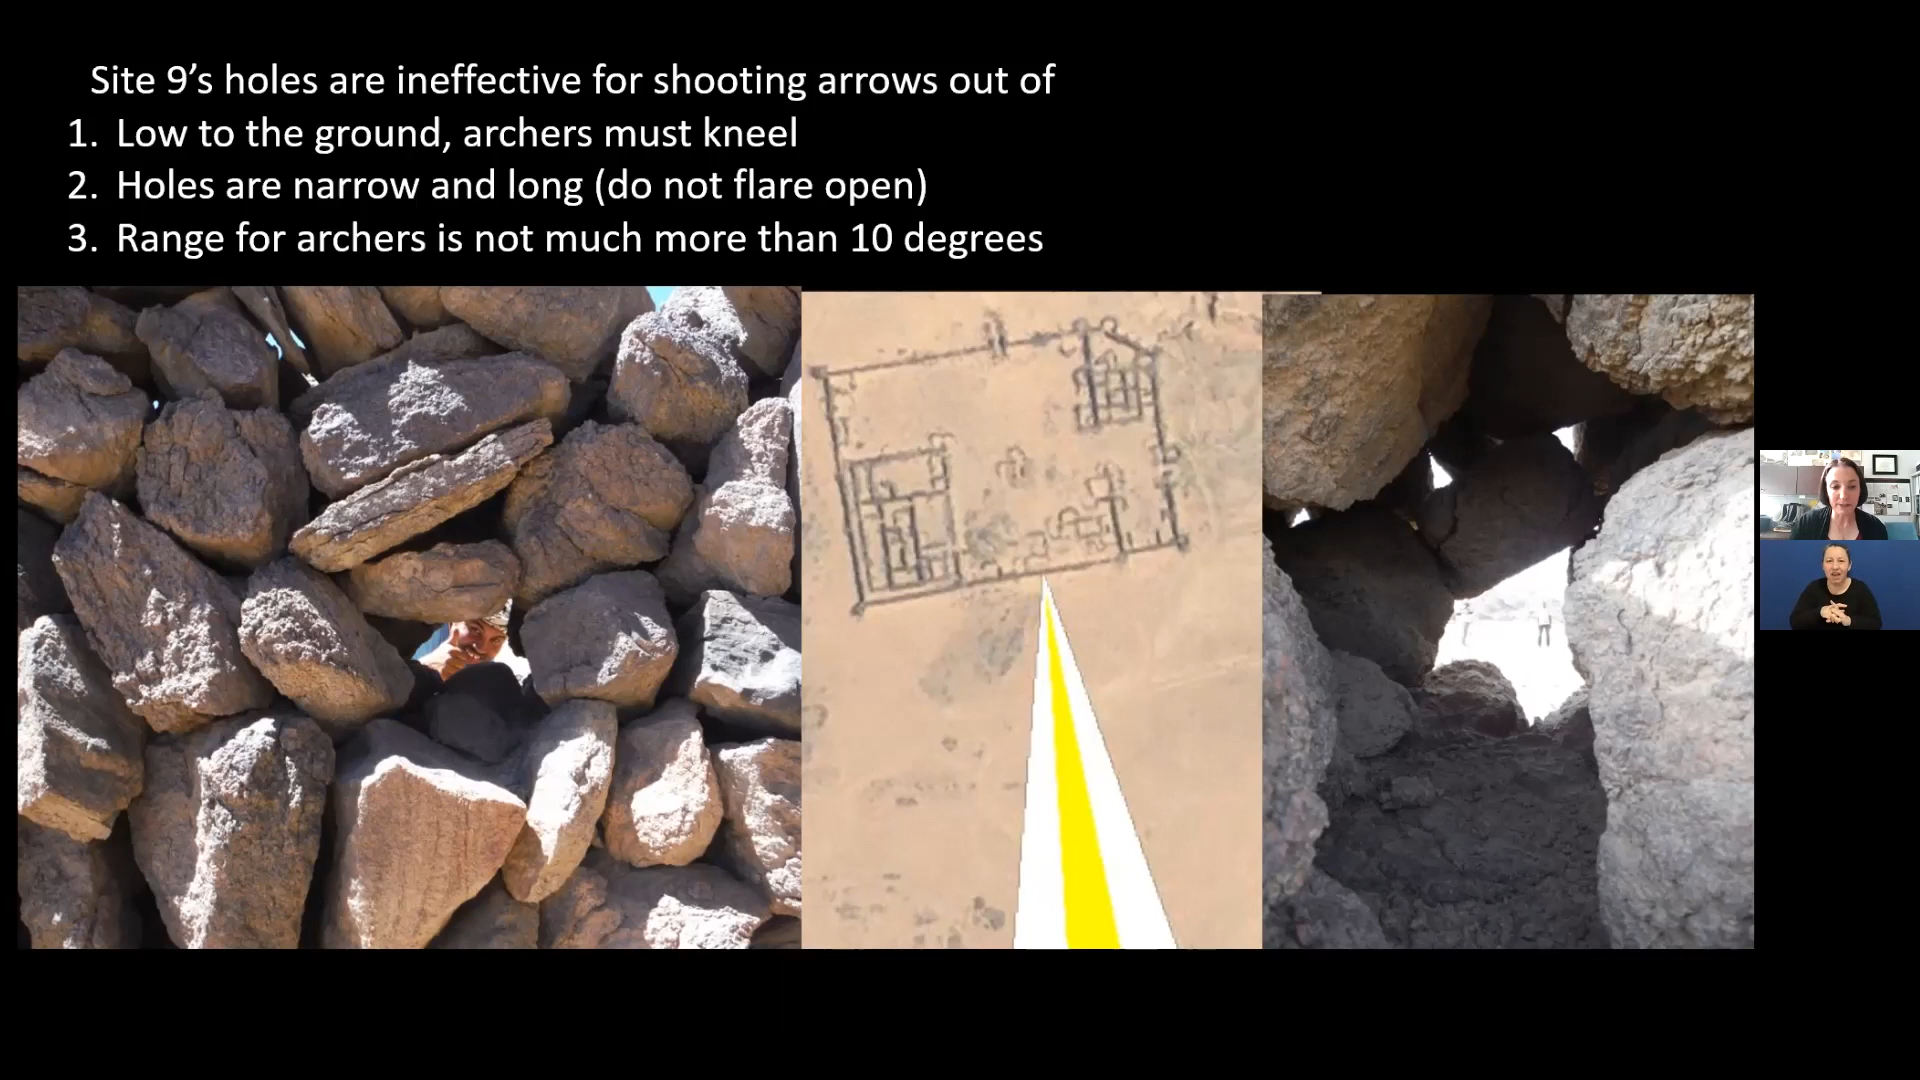 Site 9’s holes are ineffective for shooting arrows out of
1. Low to the ground, archers must kneel
2. Holes are narrow and long (do not flare open)
3. Range for archers is not much more than 10 degrees